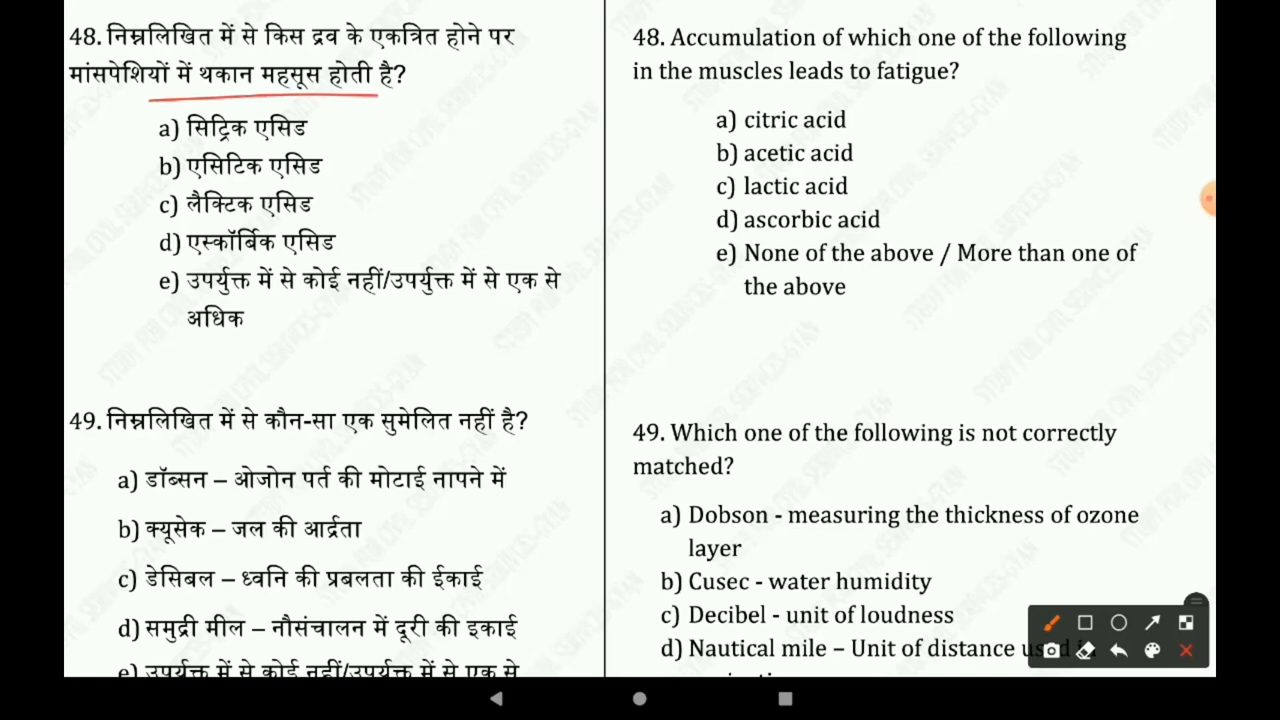 48. निम्नलिखित में से किस द्रव के एकत्रित होने पर
मांसपेशियों में थकान महसूस होती है?
a) सिट्रिक एसिड
b) एसिटिक एसिड
c) लैक्टिक एसिड
d) एस्कॉर्बिक एसिड
e) उपर्युक्त में से कोई नहीं/उपर्युक्त में से एक से
अधिक
49. निम्नलिखित में से कौन-सा एक सुमेलित नहीं है?
a) डॉब्सन – ओजोन पर्त की मोटाई नापने में
b) क्यूसेक – जल की आर्द्रता
c) डेसिबल – ध्वनि की प्रबलता की ईकाई
d) समुद्री मील – नौसंचालन में दूरी की इकाई
e) उपर्युक्त में से कोई नहीं/उपर्युक्त में से एक से
48. Accumulation of which one of the following
in the muscles leads to fatigue?
a) citric acid
b) acetic acid
c) lactic acid
d) ascorbic acid
e) None of the above / More than one of
the above
49. Which one of the following is not correctly
matched?
a) Dobson - measuring the thickness of ozone
layer
b) Cusec - water humidity
c) Decibel - unit of loudness
d) Nautical mile – Unit of distance